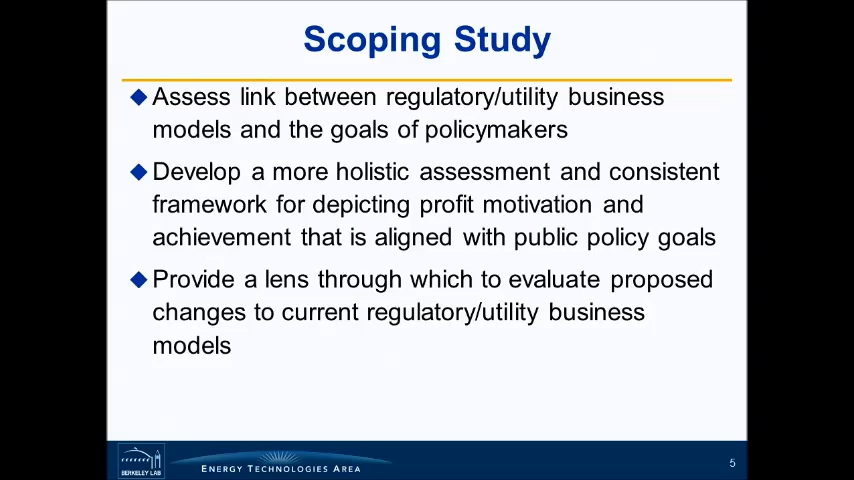 Scoping Study
Assess link between regulatory/utility business
models and the goals of policymakers
Develop a more holistic assessment and consistent
framework for depicting profit motivation and
achievement that is aligned with public policy goals
Provide a lens through which to evaluate proposed
changes to current regulatory/utility business
models
BERKELEY LAB
ENERGY TECHNOLOGIES AREA
5